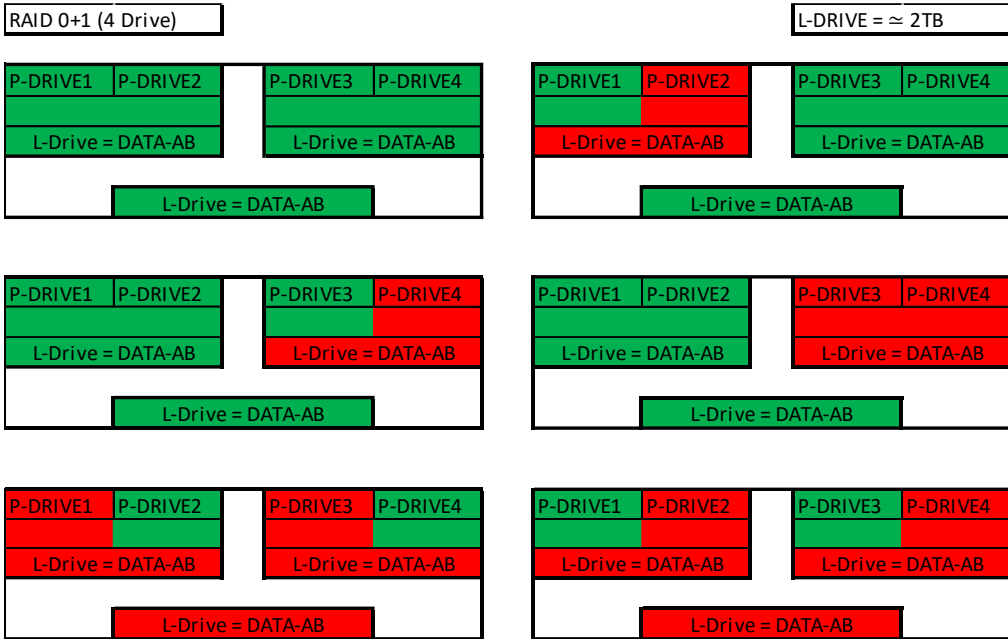 RAID 0+1 (4 Drive) L-DRIVE = ≃ 2TB
P-DRIVE1 P-DRIVE2 P-DRIVE3 P-DRIVE4 P-DRIVE1 P-DRIVE2 P-DRIVE3 P-DRIVE4
L-Drive = DATA-AB L-Drive = DATA-AB L-Drive = DATA-AB L-Drive = DATA-AB
L-Drive = DATA-AB L-Drive = DATA-AB
P-DRIVE1 P-DRIVE2 P-DRIVE3 P-DRIVE4 P-DRIVE1 P-DRIVE2 P-DRIVE3 P-DRIVE4
L-Drive = DATA-AB L-Drive = DATA-AB L-Drive = DATA-AB L-Drive = DATA-AB
L-Drive = DATA-AB L-Drive = DATA-AB
P-DRIVE1 P-DRIVE2 P-DRIVE3 P-DRIVE4 P-DRIVE1 P-DRIVE2 P-DRIVE3 P-DRIVE4
L-Drive = DATA-AB L-Drive = DATA-AB L-Drive = DATA-AB L-Drive = DATA-AB
L-Drive = DATA-AB L-Drive = DATA-AB